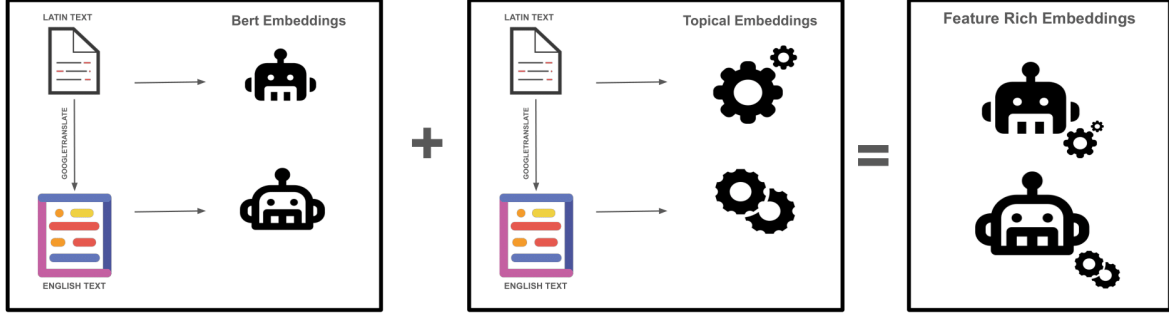 LATIN TEXT
Bert Embeddings
GOOGLETRANSLATE
ENGLISH TEXT
+
LATIN TEXT
Topical Embeddings
GOOGLETRANSLATE
ENGLISH TEXT
=
Feature Rich Embeddings